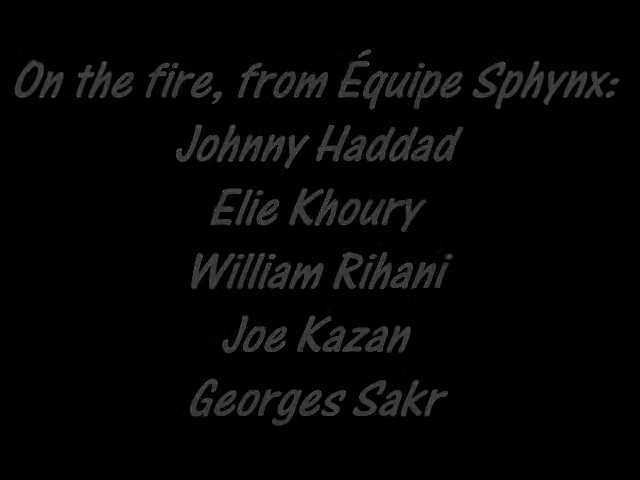 On the fire, from Équipe Sphynx:
Johnny Haddad
Elie Khoury
William Rihani
Joe Kazan
Georges Sakr